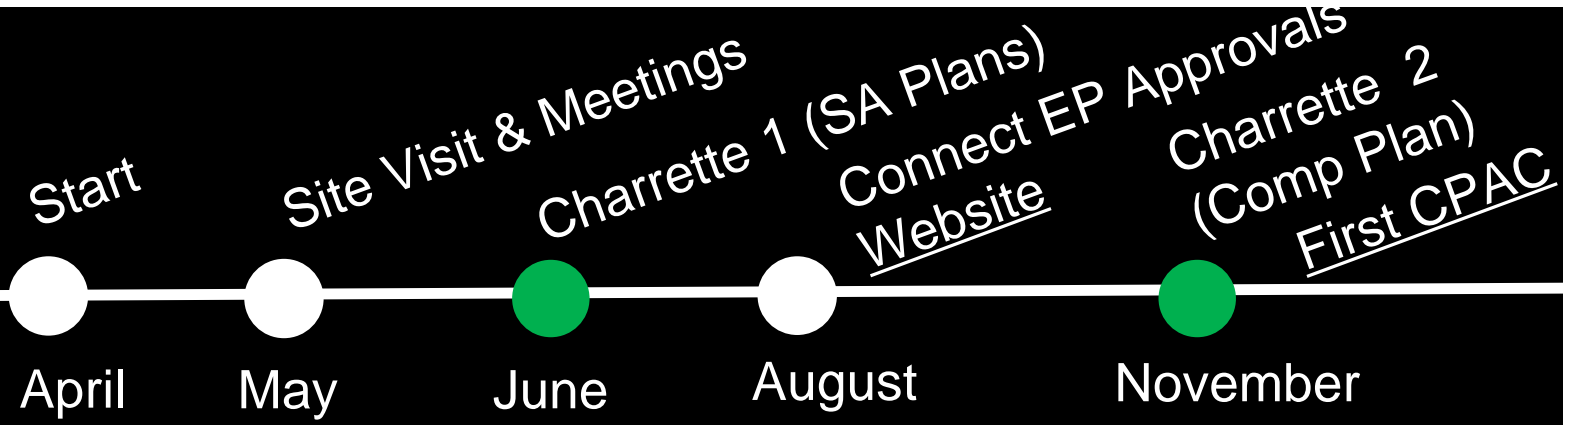 Start
Site Visit & Meetings
Charrette 1 (SA Plans)
Connect EP Approvals
Website
Charrette 2
(Comp Plan)
First CPAC
April
May
June
August
November